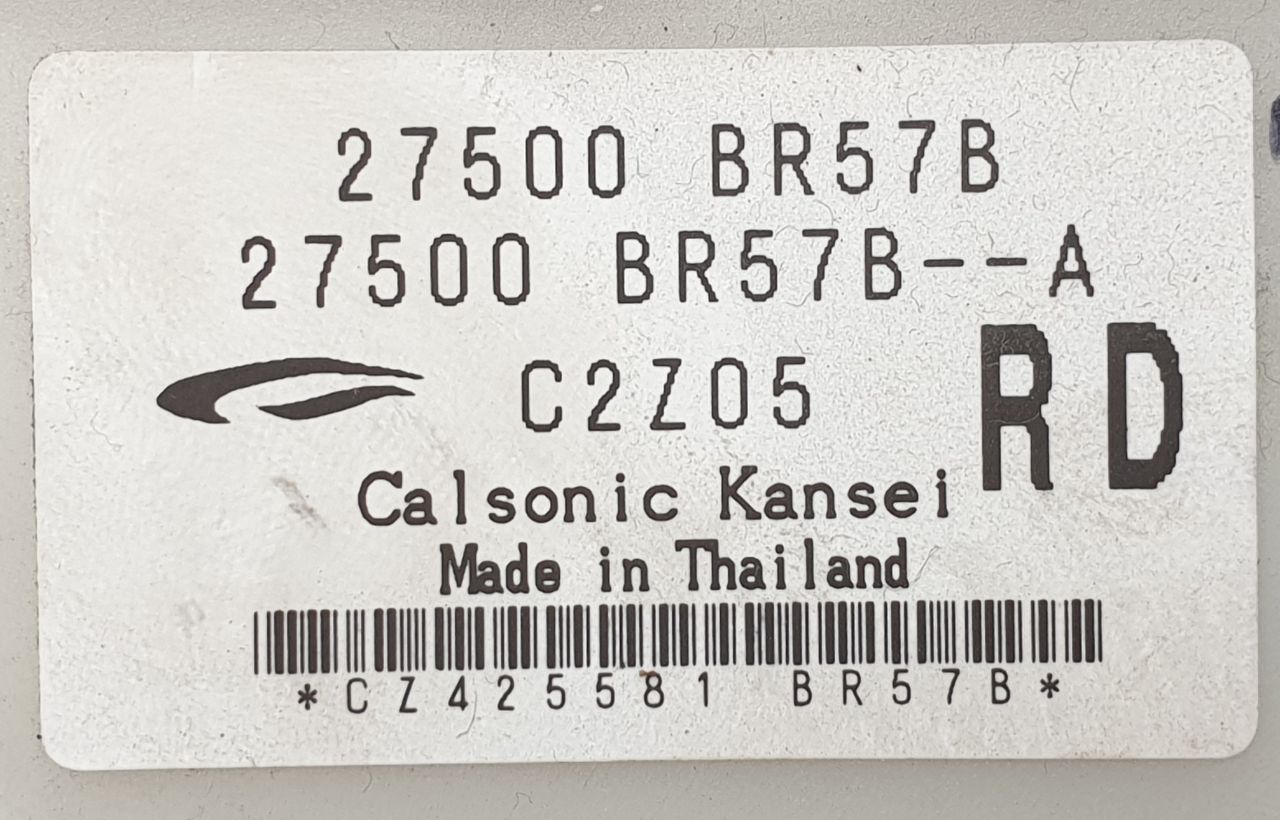 27500 BR57B
27500 BR57B--A
C2Z05
RD
Calsonic Kansei
Made in Thailand
*CZ425581 BR57B*